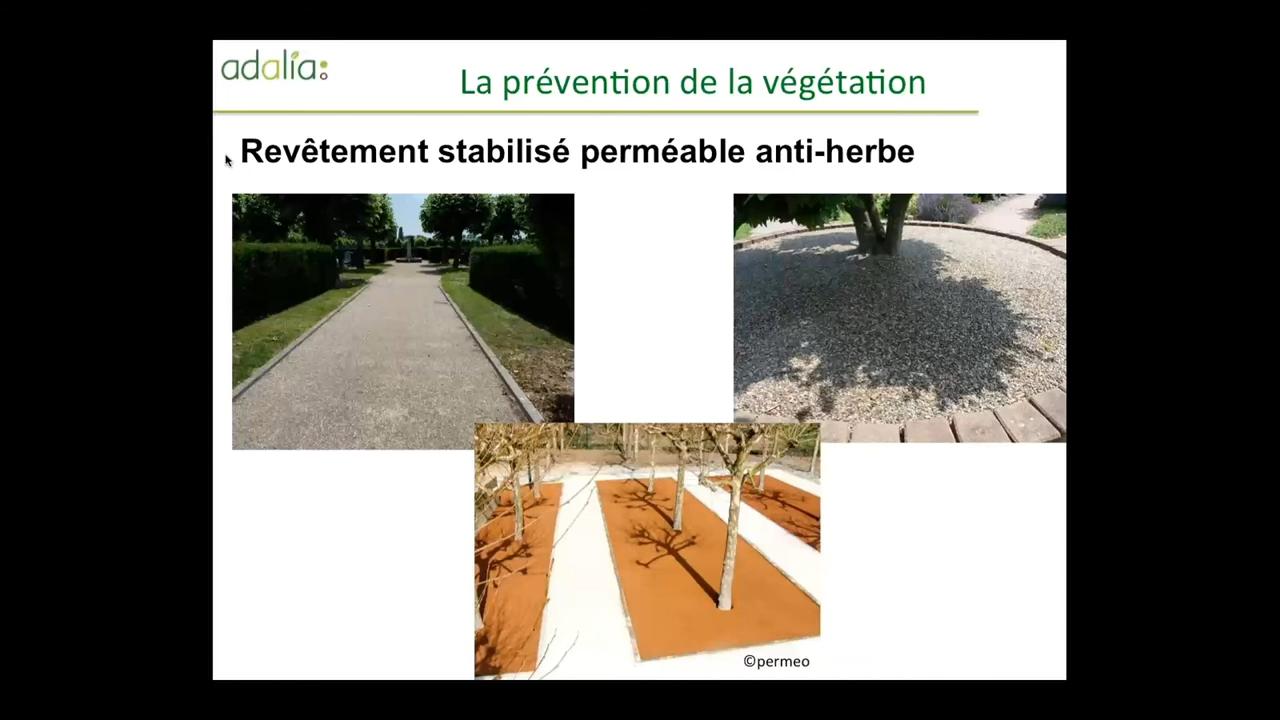 adalia:
La prévention de la végétation
Revêtement stabilisé perméable anti-herbe
©permeo